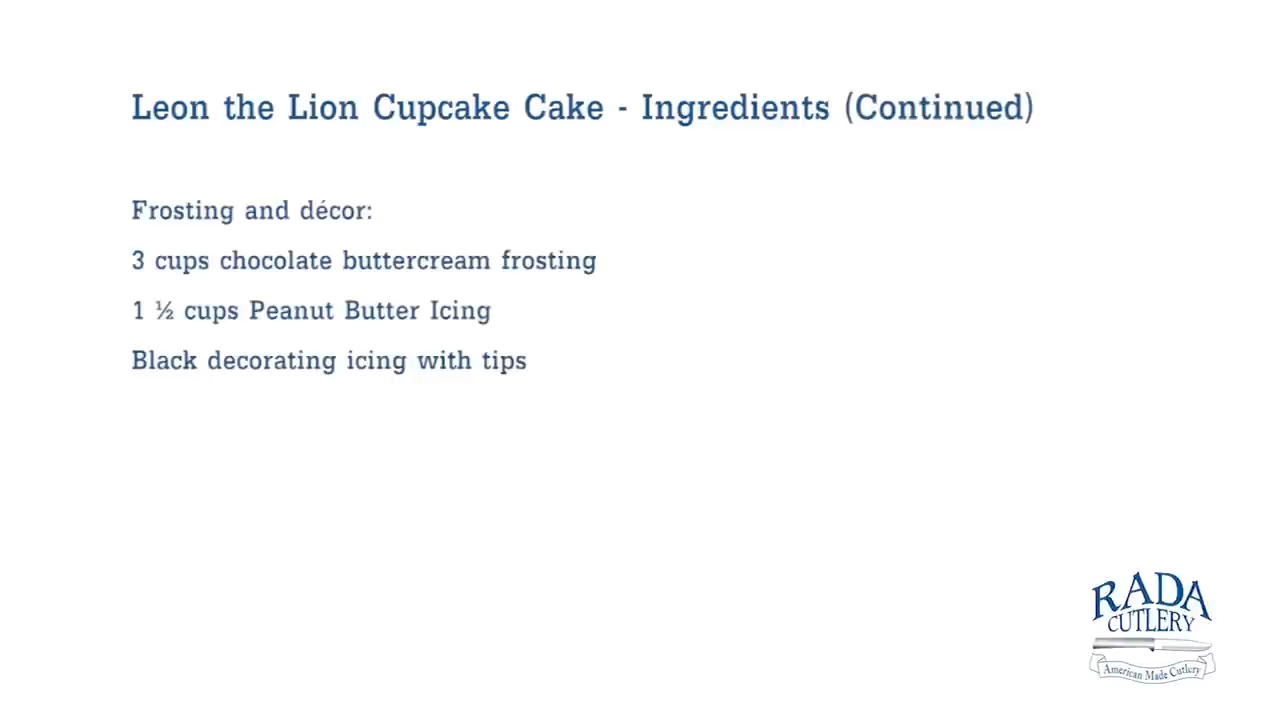 Leon the Lion Cupcake Cake - Ingredients (Continued)
Frosting and décor:
3 cups chocolate buttercream frosting
1 ½ cups Peanut Butter Icing
Black decorating icing with tips
RADA
CUTLERY
American Made Cutlery